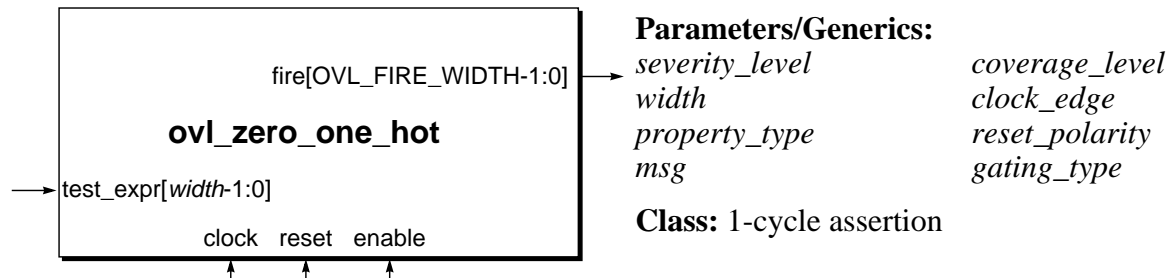 fire[OVL_FIRE_WIDTH-1:0]
ovl_zero_one_hot
test_expr[width-1:0]
clock reset enable
Parameters/Generics:
severity_level coverage_level
width clock_edge
property_type reset_polarity
msg gating_type
Class: 1-cycle assertion